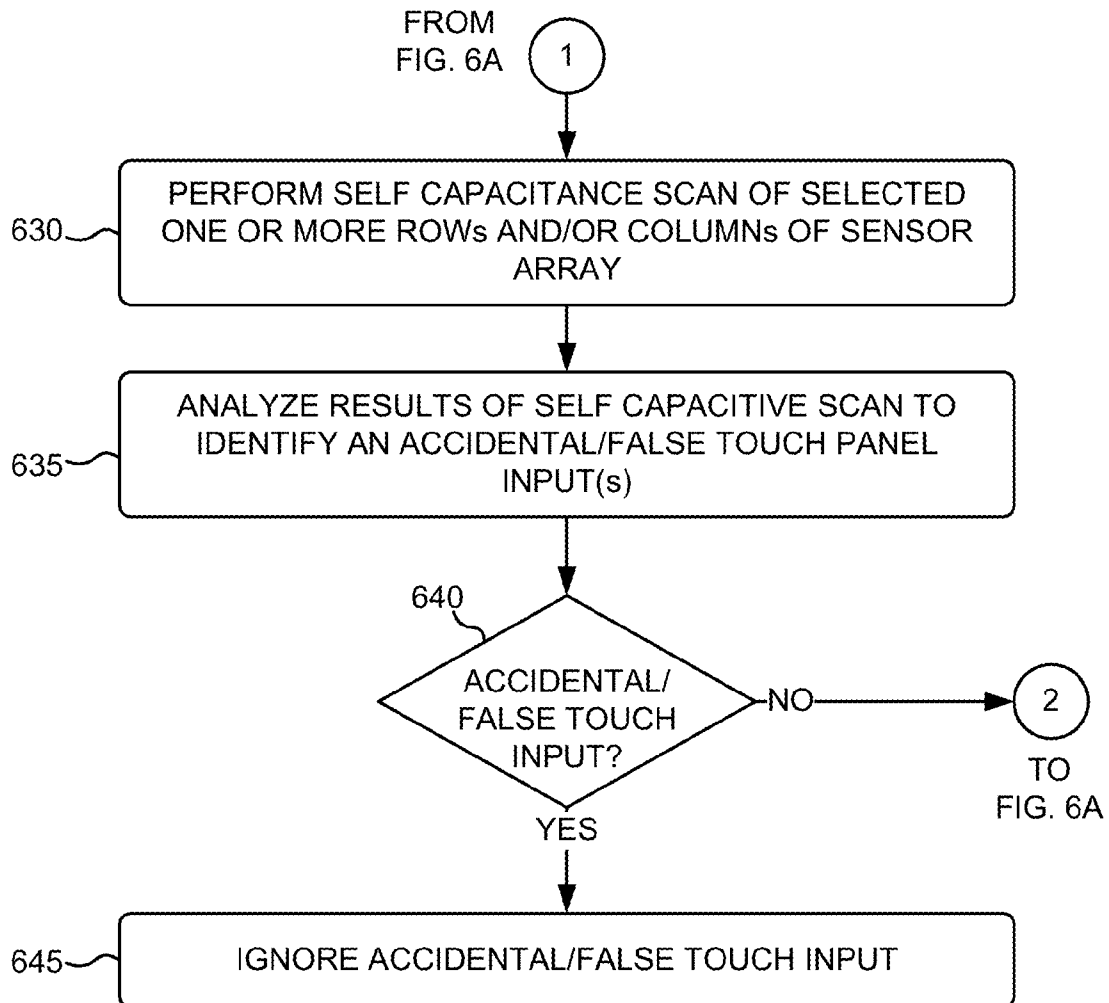 FROM
FIG. 6A
1
630
PERFORM SELF CAPACITANCE SCAN OF SELECTED
ONE OR MORE ROWs AND/OR COLUMNs OF SENSOR
ARRAY
635
ANALYZE RESULTS OF SELF CAPACITIVE SCAN TO
IDENTIFY AN ACCIDENTAL/FALSE TOUCH PANEL
INPUT(s)
640
ACCIDENTAL/
FALSE TOUCH
INPUT?
NO
2
TO
FIG. 6A
YES
645
IGNORE ACCIDENTAL/FALSE TOUCH INPUT